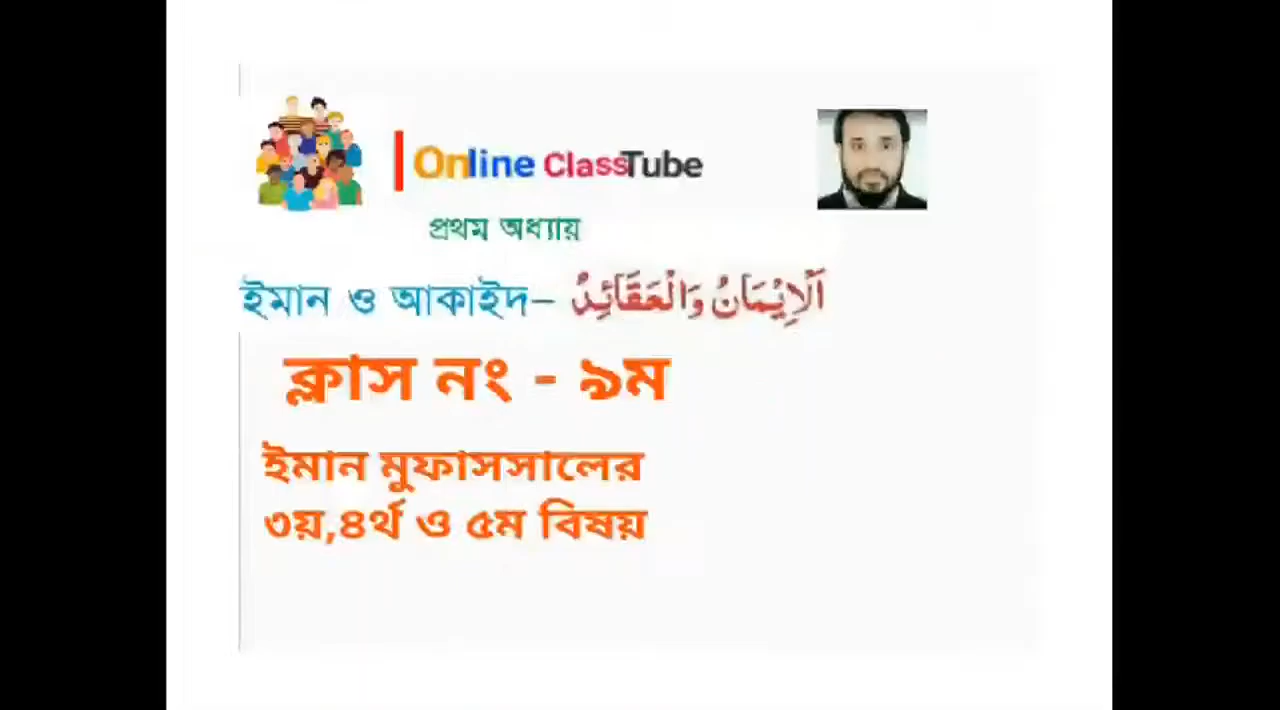 Online ClassTube
প্রথম অধ্যায়
ইমান ও আকাইদ– اَلْاِيْمَانُ وَالْعَقَائِدُ
ক্লাস নং - ৯ম
ইমান মুফাসসালের
৩য়,৪র্থ ও ৫ম বিষয়